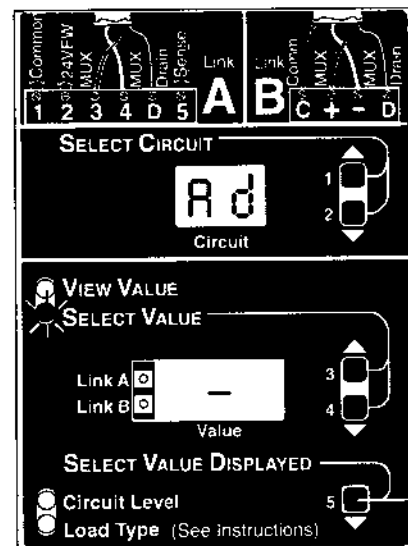 Common
24VFW
MUX
MUX
Drain
Sense
1 2 3 4 D 5
Link
A
Link
B
Comm
MUX
MUX
Drain
C + - D
SELECT CIRCUIT
Ad
Circuit
1
2
VIEW VALUE
SELECT VALUE
Link A
Link B
–
Value
3
4
SELECT VALUE DISPLAYED
Circuit Level
Load Type (See Instructions)
5